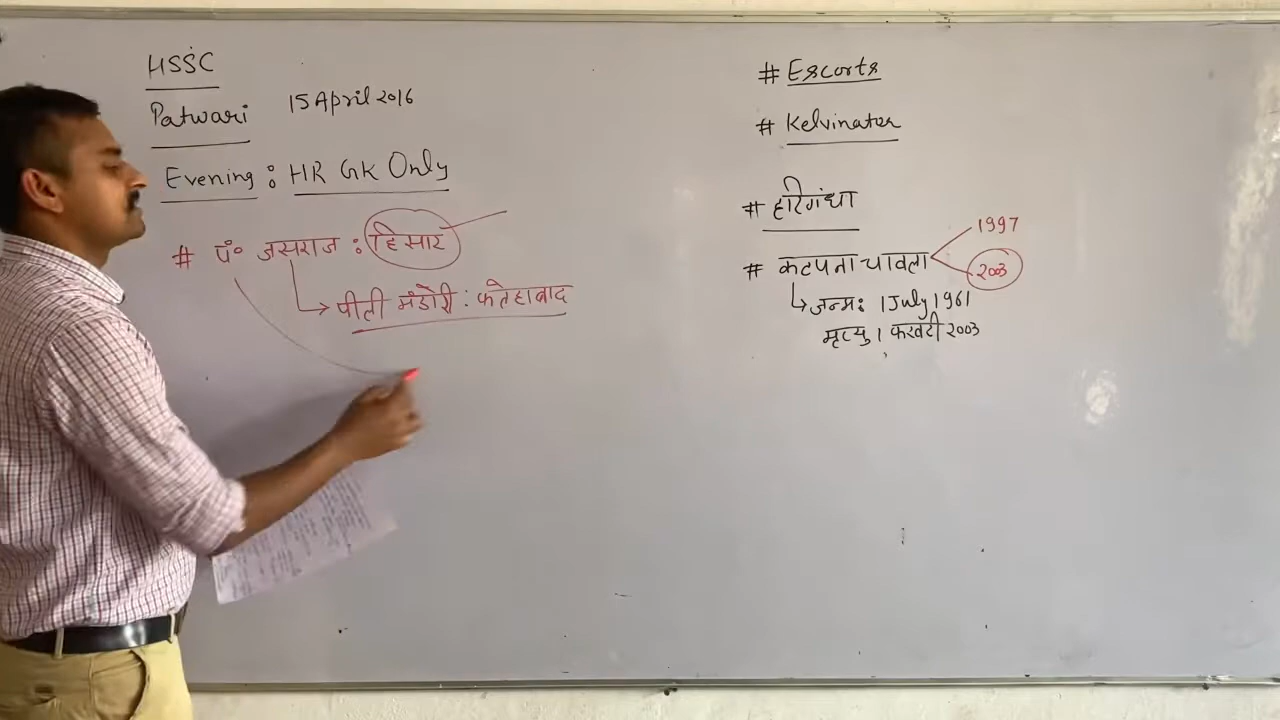 HSSC
Patwari 15 April 2016
Evening : HR GK Only
# पं० जसराज : हिसार
पीली मंडोरी : फतेहाबाद
# Escorts
# Kelvinater
# हरिगंधा
# कल्पना चावला
1997
2003
जन्म : 1 July 1961
मृत्यु 1 फरवरी 2003